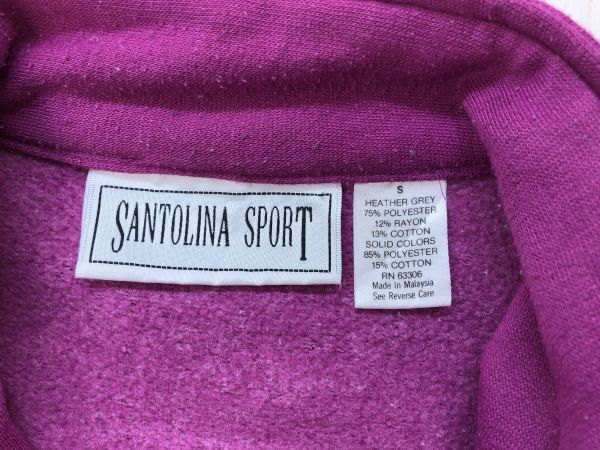 SANTOLINA SPORT
S
HEATHER GREY
75% POLYESTER
12% RAYON
13% COTTON
SOLID COLORS
85% POLYESTER
15% COTTON
RN 63306
Made in Malaysia
See Reverse Care